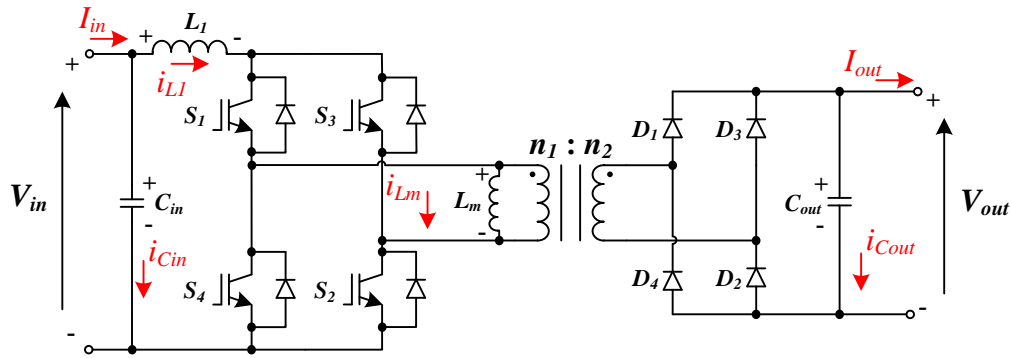 I_in
L_1
+ -
+
i_L1
S_1
S_3
I_out
+
D_1
D_3
n_1 : n_2
V_in
+
C_in
-
i_Cin
i_Lm
+
L_m
-
+
C_out
-
V_out
i_Cout
S_4
S_2
D_4
D_2
-
-